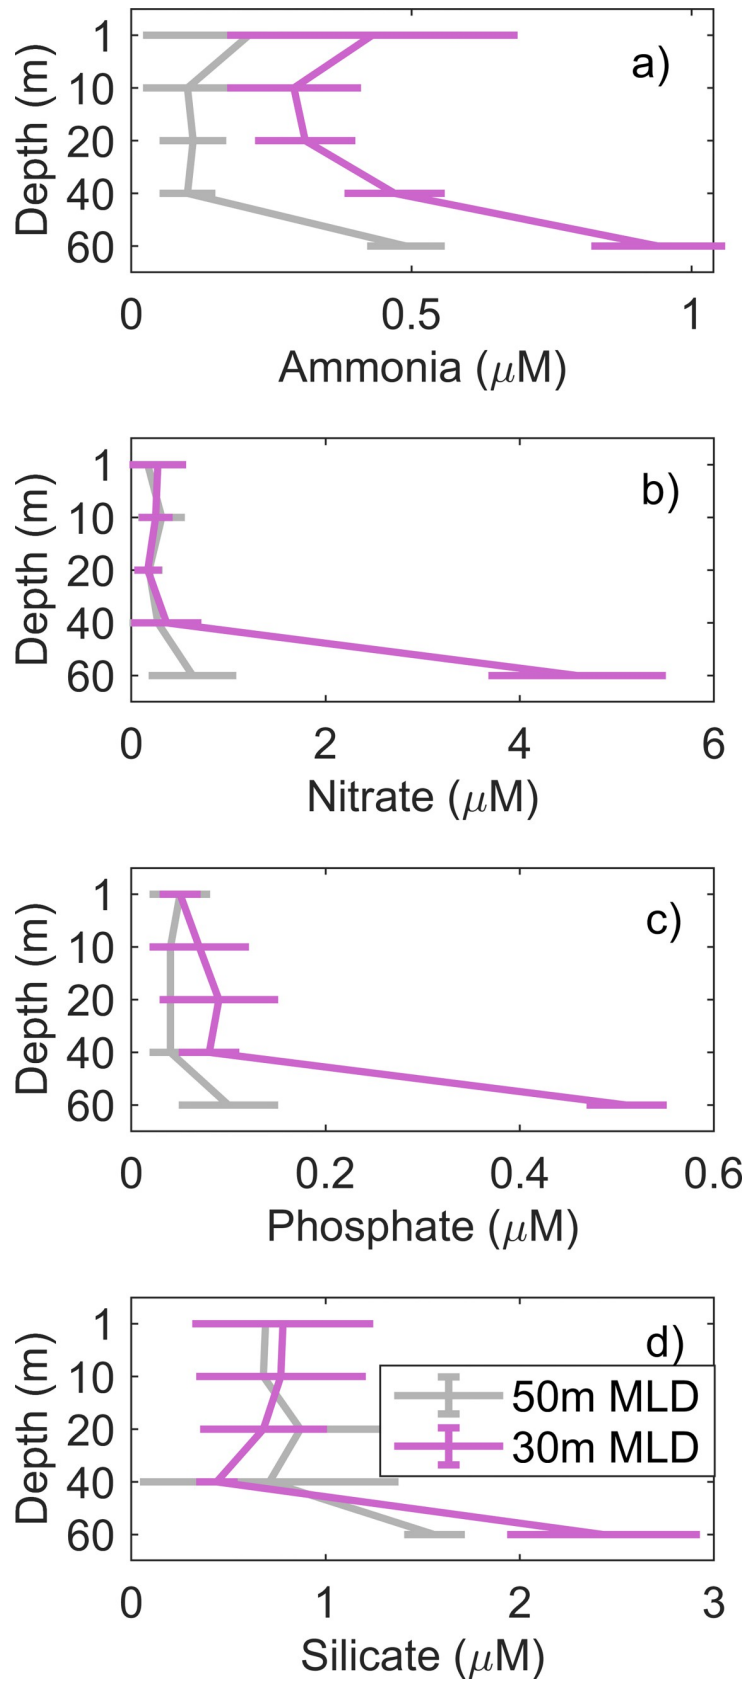 Depth (m)
1
10
20
40
60
a)
0 0.5 1
Ammonia (μM)
Depth (m)
1
10
20
40
60
b)
0 2 4 6
Nitrate (μM)
Depth (m)
1
10
20
40
60
c)
0 0.2 0.4 0.6
Phosphate (μM)
Depth (m)
1
10
20
40
60
d)
50m MLD
30m MLD
0 1 2 3
Silicate (μM)